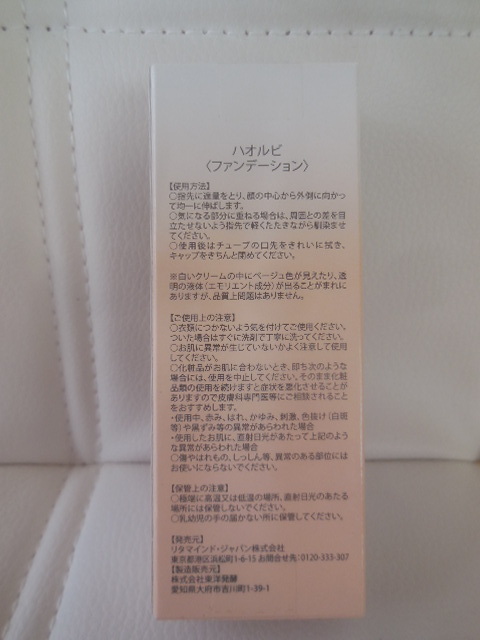 ハオルビ
〈ファンデーション〉
【使用方法】
○指先に適量をとり、顔の中心から外側に向かっ
て均一に伸ばします。
○気になる部分に重ねる場合は、周囲との差を目
立たせないよう指先で軽くたたきながら馴染ませ
てください。
○使用後はチューブの口先をきれいに拭き、
キャップをきちんと閉めてください。
※白いクリームの中にベージュ色が見えたり、透
明の液体（エモリエント成分）が出ることがまれに
ありますが、品質上問題はありません。
【ご使用上の注意】
○衣類につかないよう気を付けてご使用ください。
ついた場合はすぐに洗剤で丁寧に洗ってください。
○お肌に異常が生じていないかよく注意して使用
してください。
○化粧品がお肌に合わないとき、即ち次のような
場合には、使用を中止してください。そのまま化粧
品類の使用を続けますと症状を悪化させることが
ありますので皮膚科専門医等にご相談されること
をおすすめします。
・使用中、赤み、はれ、かゆみ、刺激、色抜け（白斑
等）や黒ずみ等の異常があらわれた場合
・使用したお肌に、直射日光があたって上記のよう
な異常があらわれた場合
○傷やはれもの、しっしん等、異常のある部位には
お使いにならないでください。
【保管上の注意】
○極端に高温又は低温の場所、直射日光のあたる
場所には保管しないでください。
○乳幼児の手の届かない所に保管してください。
【発売元】
リタマインド・ジャパン株式会社
東京都港区浜松町1-6-15 お問合せ先：0120-333-307
【製造販売元】
株式会社東洋発酵
愛知県大府市吉川町1-39-1